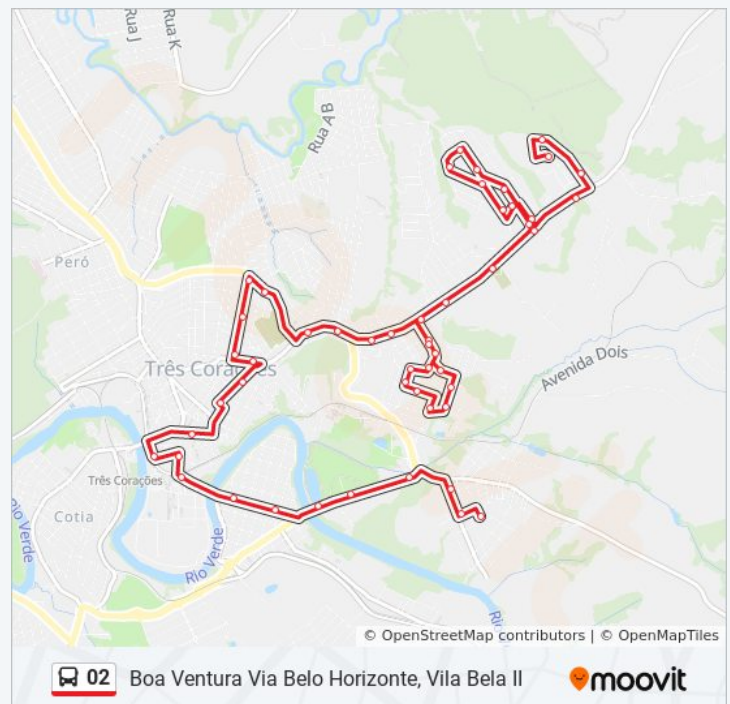 Rua J
Rua K
Rua A B
Peró
Três Corações
Avenida Dois
Três Corações
Cotia
Rio Verde
Rio Verde
© OpenStreetMap contributors | © OpenMapTiles
02 Boa Ventura Via Belo Horizonte, Vila Bela II moovit